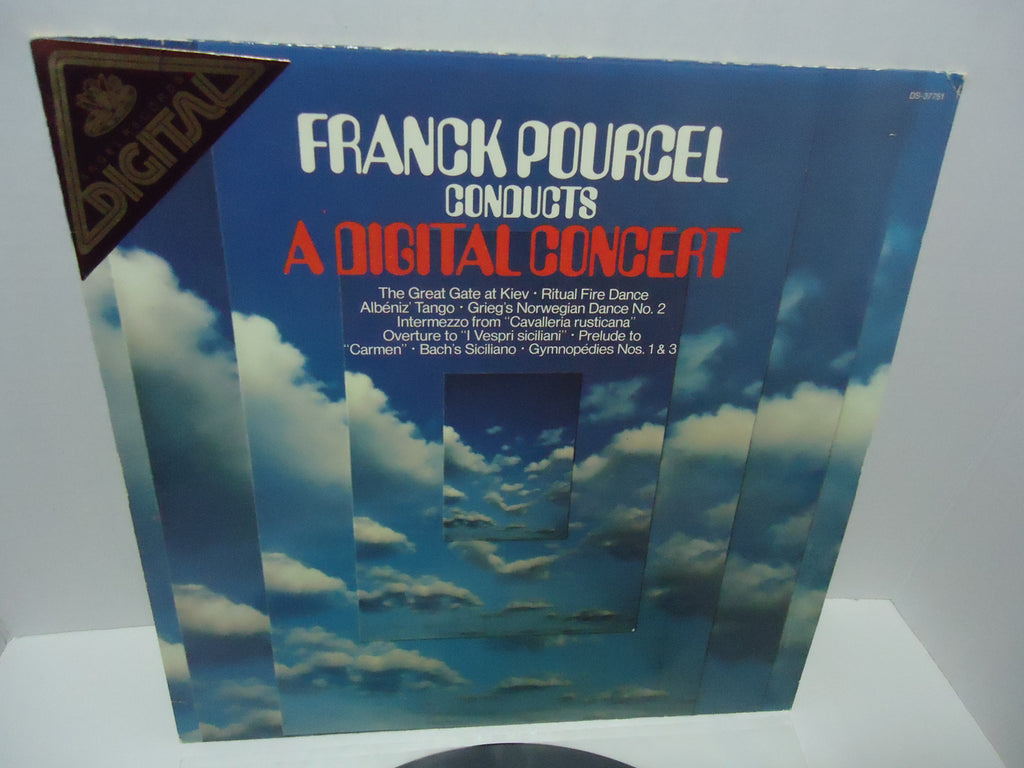 DIGITAL
DS-37751
FRANCK POURCEL
CONDUCTS
A DIGITAL CONCERT
The Great Gate at Kiev · Ritual Fire Dance
Albéniz' Tango · Grieg's Norwegian Dance No. 2
Intermezzo from "Cavalleria rusticana"
Overture to "I Vespri siciliani" · Prelude to
"Carmen" · Bach's Siciliano · Gymnopédies Nos. 1 & 3